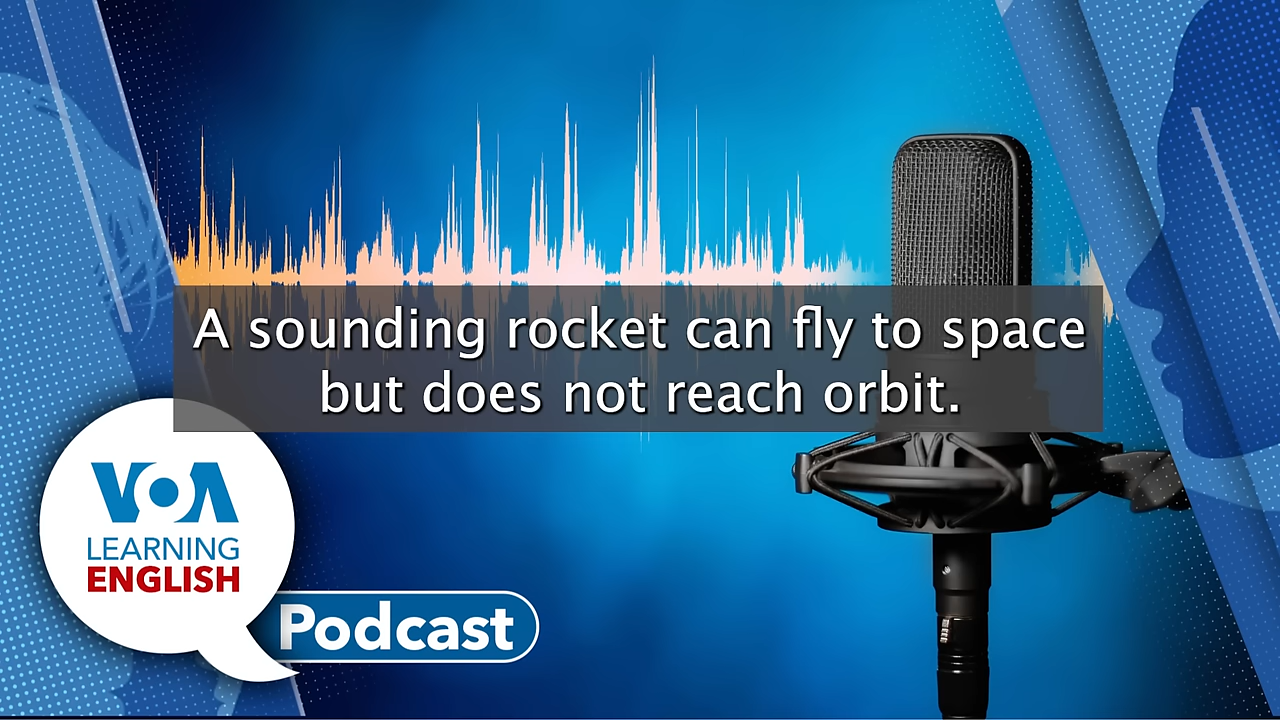 A sounding rocket can fly to space
but does not reach orbit.
VOA
LEARNING
ENGLISH
Podcast